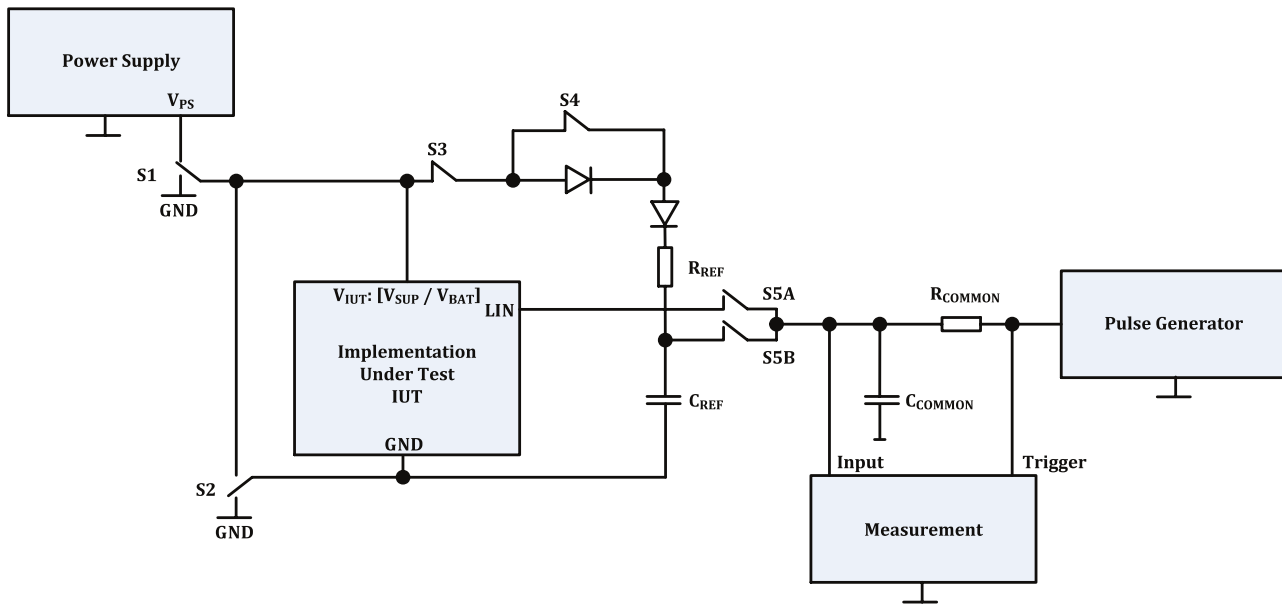 Power Supply
VPS
S1
GND
S3
S4
RREF
VIUT: [VSUP / VBAT]
LIN
Implementation
Under Test
IUT
GND
S5A
S5B
CREF
RCOMMON
CCOMMON
Pulse Generator
Input
Trigger
Measurement
S2
GND